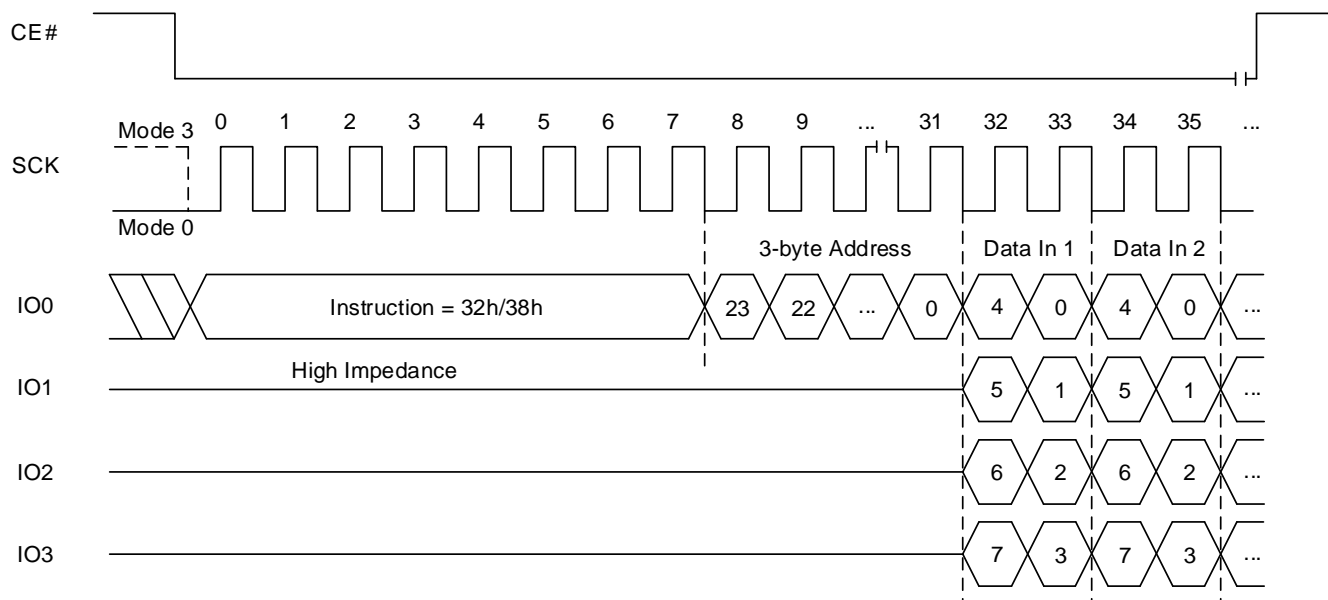 CE#
Mode 3 0 1 2 3 4 5 6 7 8 9 ... 31 32 33 34 35 ...
SCK
Mode 0
3-byte Address Data In 1 Data In 2
IO0 Instruction = 32h/38h 23 22 ... 0 4 0 4 0 ...
High Impedance
IO1 5 1 5 1 ...
IO2 6 2 6 2 ...
IO3 7 3 7 3 ...